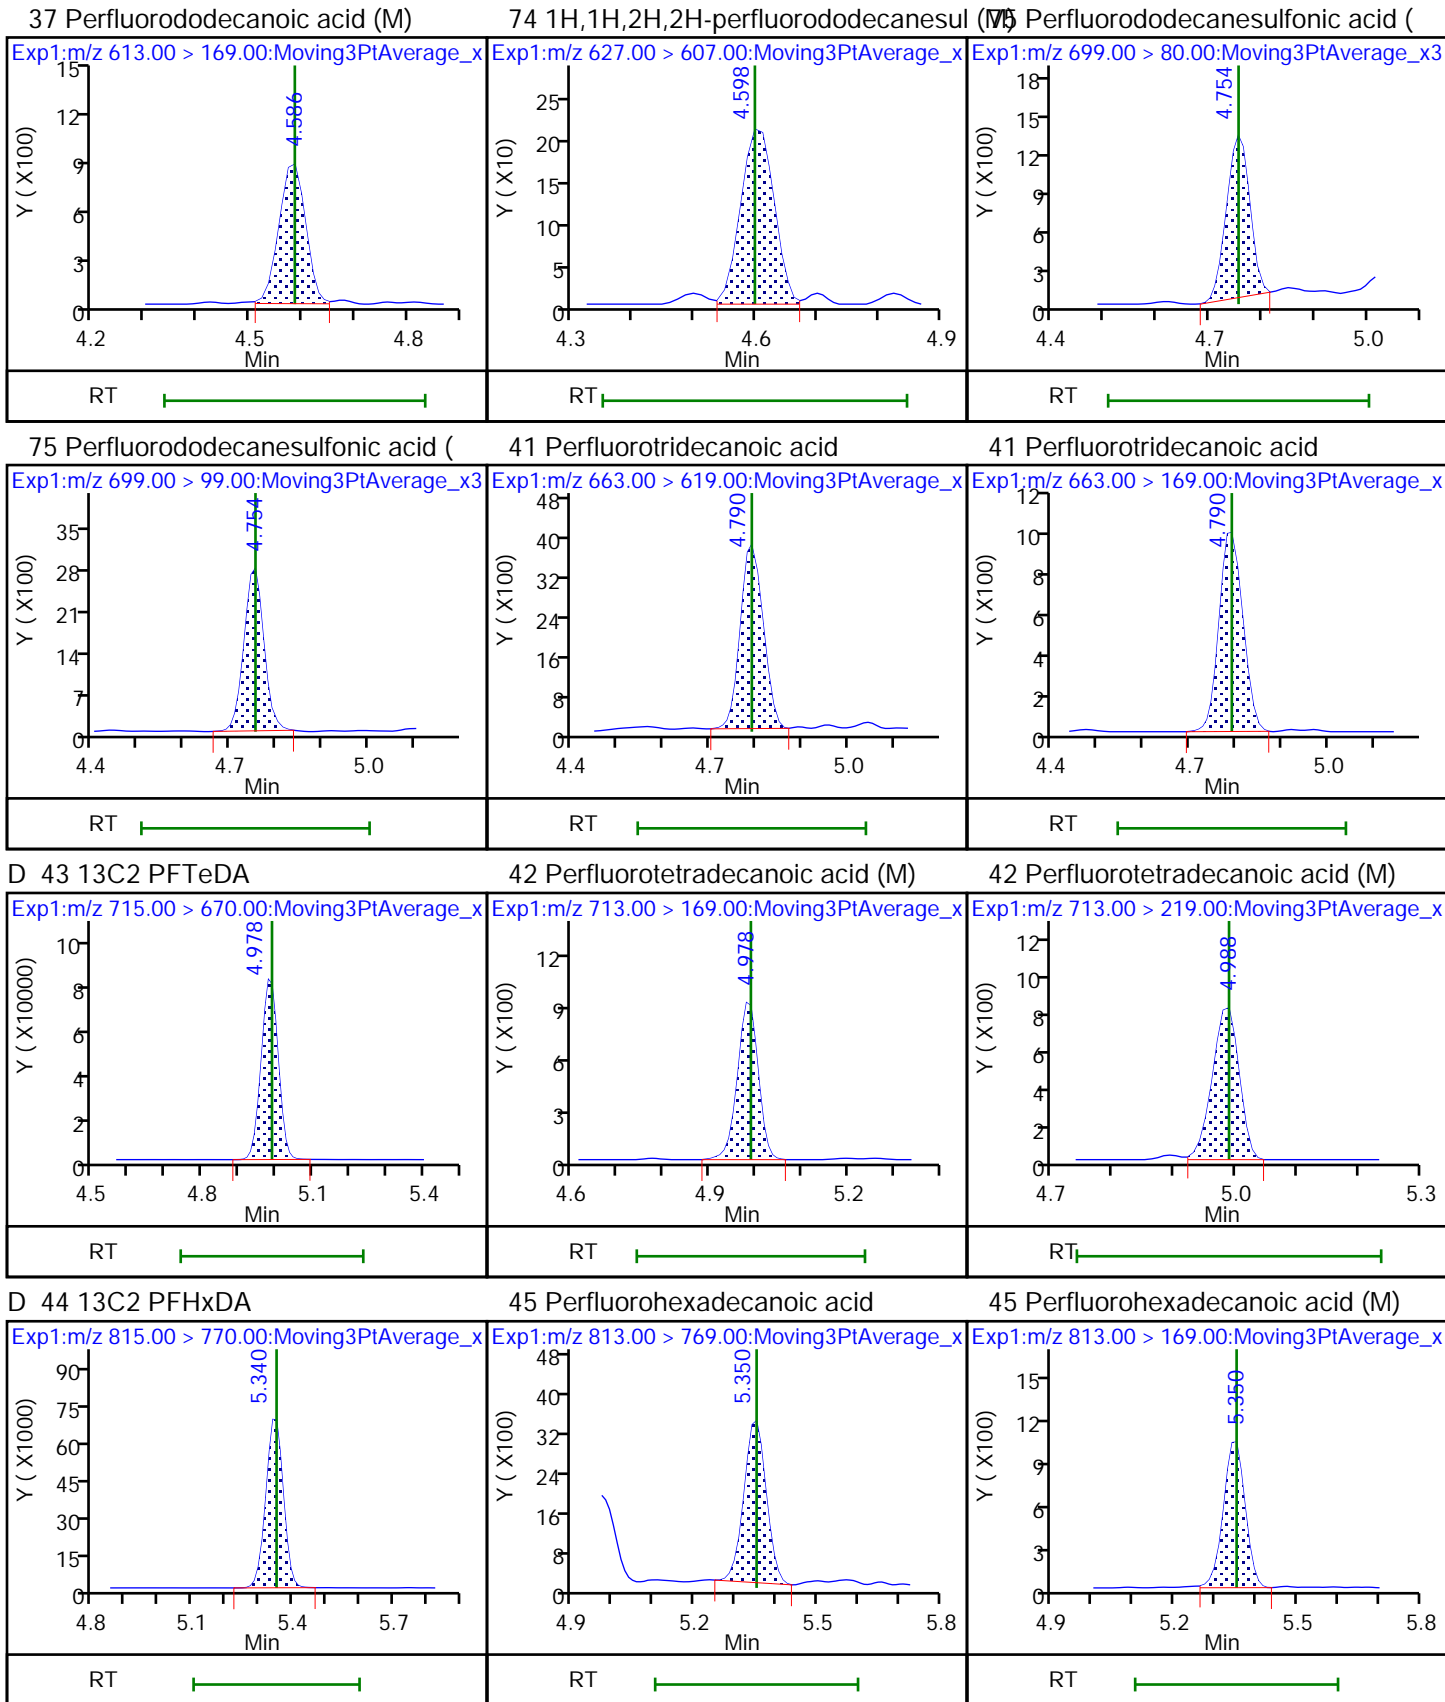 37 Perfluorododecanoic acid (M)
Exp1:m/z 613.00 > 169.00:Moving3PtAverage_x
15
12
9
6
3
0
Y ( X100)
4.586
4.2 4.5 4.8
Min
RT
74 1H,1H,2H,2H-perfluorododecanesul (M)
Exp1:m/z 627.00 > 607.00:Moving3PtAverage_x
25
20
15
10
5
0
Y ( X10)
4.598
4.3 4.6 4.9
Min
RT
75 Perfluorododecanesulfonic acid (
Exp1:m/z 699.00 > 80.00:Moving3PtAverage_x3
18
15
12
9
6
3
0
Y ( X100)
4.754
4.4 4.7 5.0
Min
RT
75 Perfluorododecanesulfonic acid (
Exp1:m/z 699.00 > 99.00:Moving3PtAverage_x3
35
28
21
14
7
0
Y ( X100)
4.754
4.4 4.7 5.0
Min
RT
41 Perfluorotridecanoic acid
Exp1:m/z 663.00 > 619.00:Moving3PtAverage_x
48
40
32
24
16
8
0
Y ( X100)
4.790
4.4 4.7 5.0
Min
RT
41 Perfluorotridecanoic acid
Exp1:m/z 663.00 > 169.00:Moving3PtAverage_x
12
10
8
6
4
2
0
Y ( X100)
4.790
4.4 4.7 5.0
Min
RT
D 43 13C2 PFTeDA
Exp1:m/z 715.00 > 670.00:Moving3PtAverage_x
10
8
6
4
2
0
Y ( X10000)
4.978
4.5 4.8 5.1 5.4
Min
RT
42 Perfluorotetradecanoic acid (M)
Exp1:m/z 713.00 > 169.00:Moving3PtAverage_x
12
9
6
3
0
Y ( X100)
4.978
4.6 4.9 5.2
Min
RT
42 Perfluorotetradecanoic acid (M)
Exp1:m/z 713.00 > 219.00:Moving3PtAverage_x
12
10
8
6
4
2
0
Y ( X100)
4.988
4.7 5.0 5.3
Min
RT
D 44 13C2 PFHxDA
Exp1:m/z 815.00 > 770.00:Moving3PtAverage_x
90
75
60
45
30
15
0
Y ( X1000)
5.340
4.8 5.1 5.4 5.7
Min
RT
45 Perfluorohexadecanoic acid
Exp1:m/z 813.00 > 769.00:Moving3PtAverage_x
48
40
32
24
16
8
0
Y ( X100)
5.350
4.9 5.2 5.5 5.8
Min
RT
45 Perfluorohexadecanoic acid (M)
Exp1:m/z 813.00 > 169.00:Moving3PtAverage_x
15
12
9
6
3
0
Y ( X100)
5.350
4.9 5.2 5.5 5.8
Min
RT